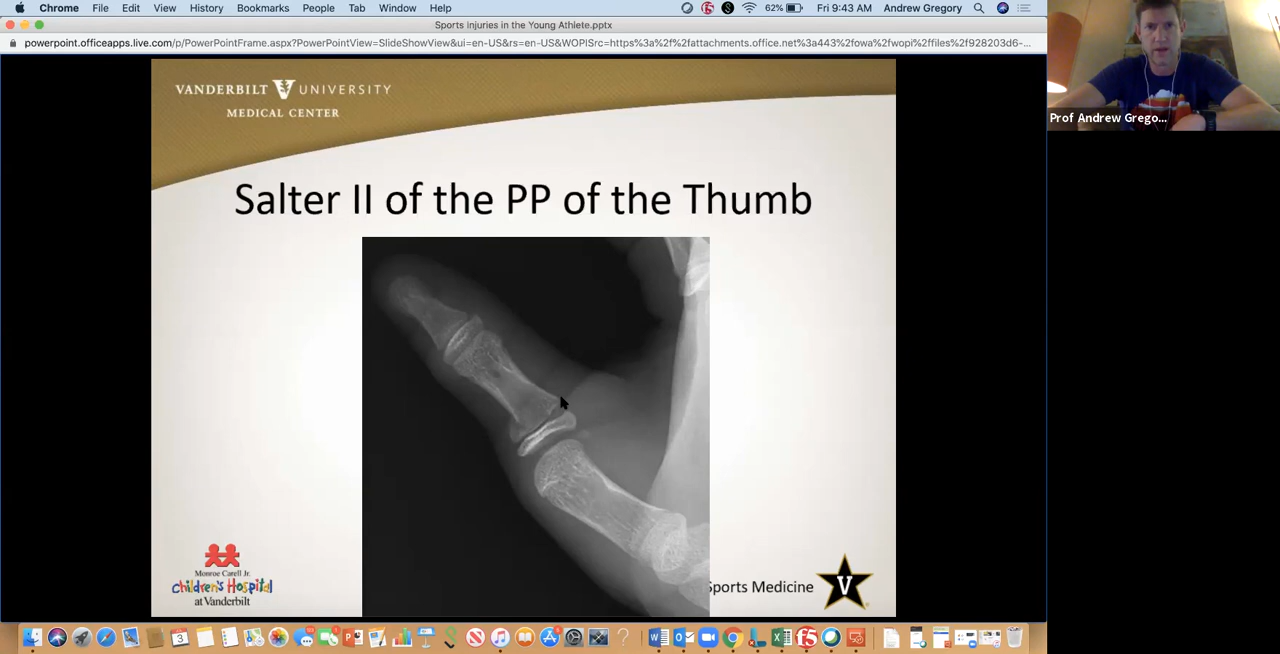 Chrome File Edit View History Bookmarks People Tab Window Help 62% Fri 9:43 AM Andrew Gregory
Sports Injuries in the Young Athlete.pptx
powerpoint.officeapps.live.com/p/PowerPointFrame.aspx?PowerPointView=SlideShowView&ui=en-US&rs=en-US&WOPISrc=https%3a%2f%2fattachments.office.net%3a443%2fowa%2fwopi%2ffiles%2f928203d6-...
Prof Andrew Grego...
VANDERBILT V UNIVERSITY
MEDICAL CENTER
Salter II of the PP of the Thumb
Monroe Carell Jr.
Children's Hospital
at Vanderbilt
Sports Medicine
V